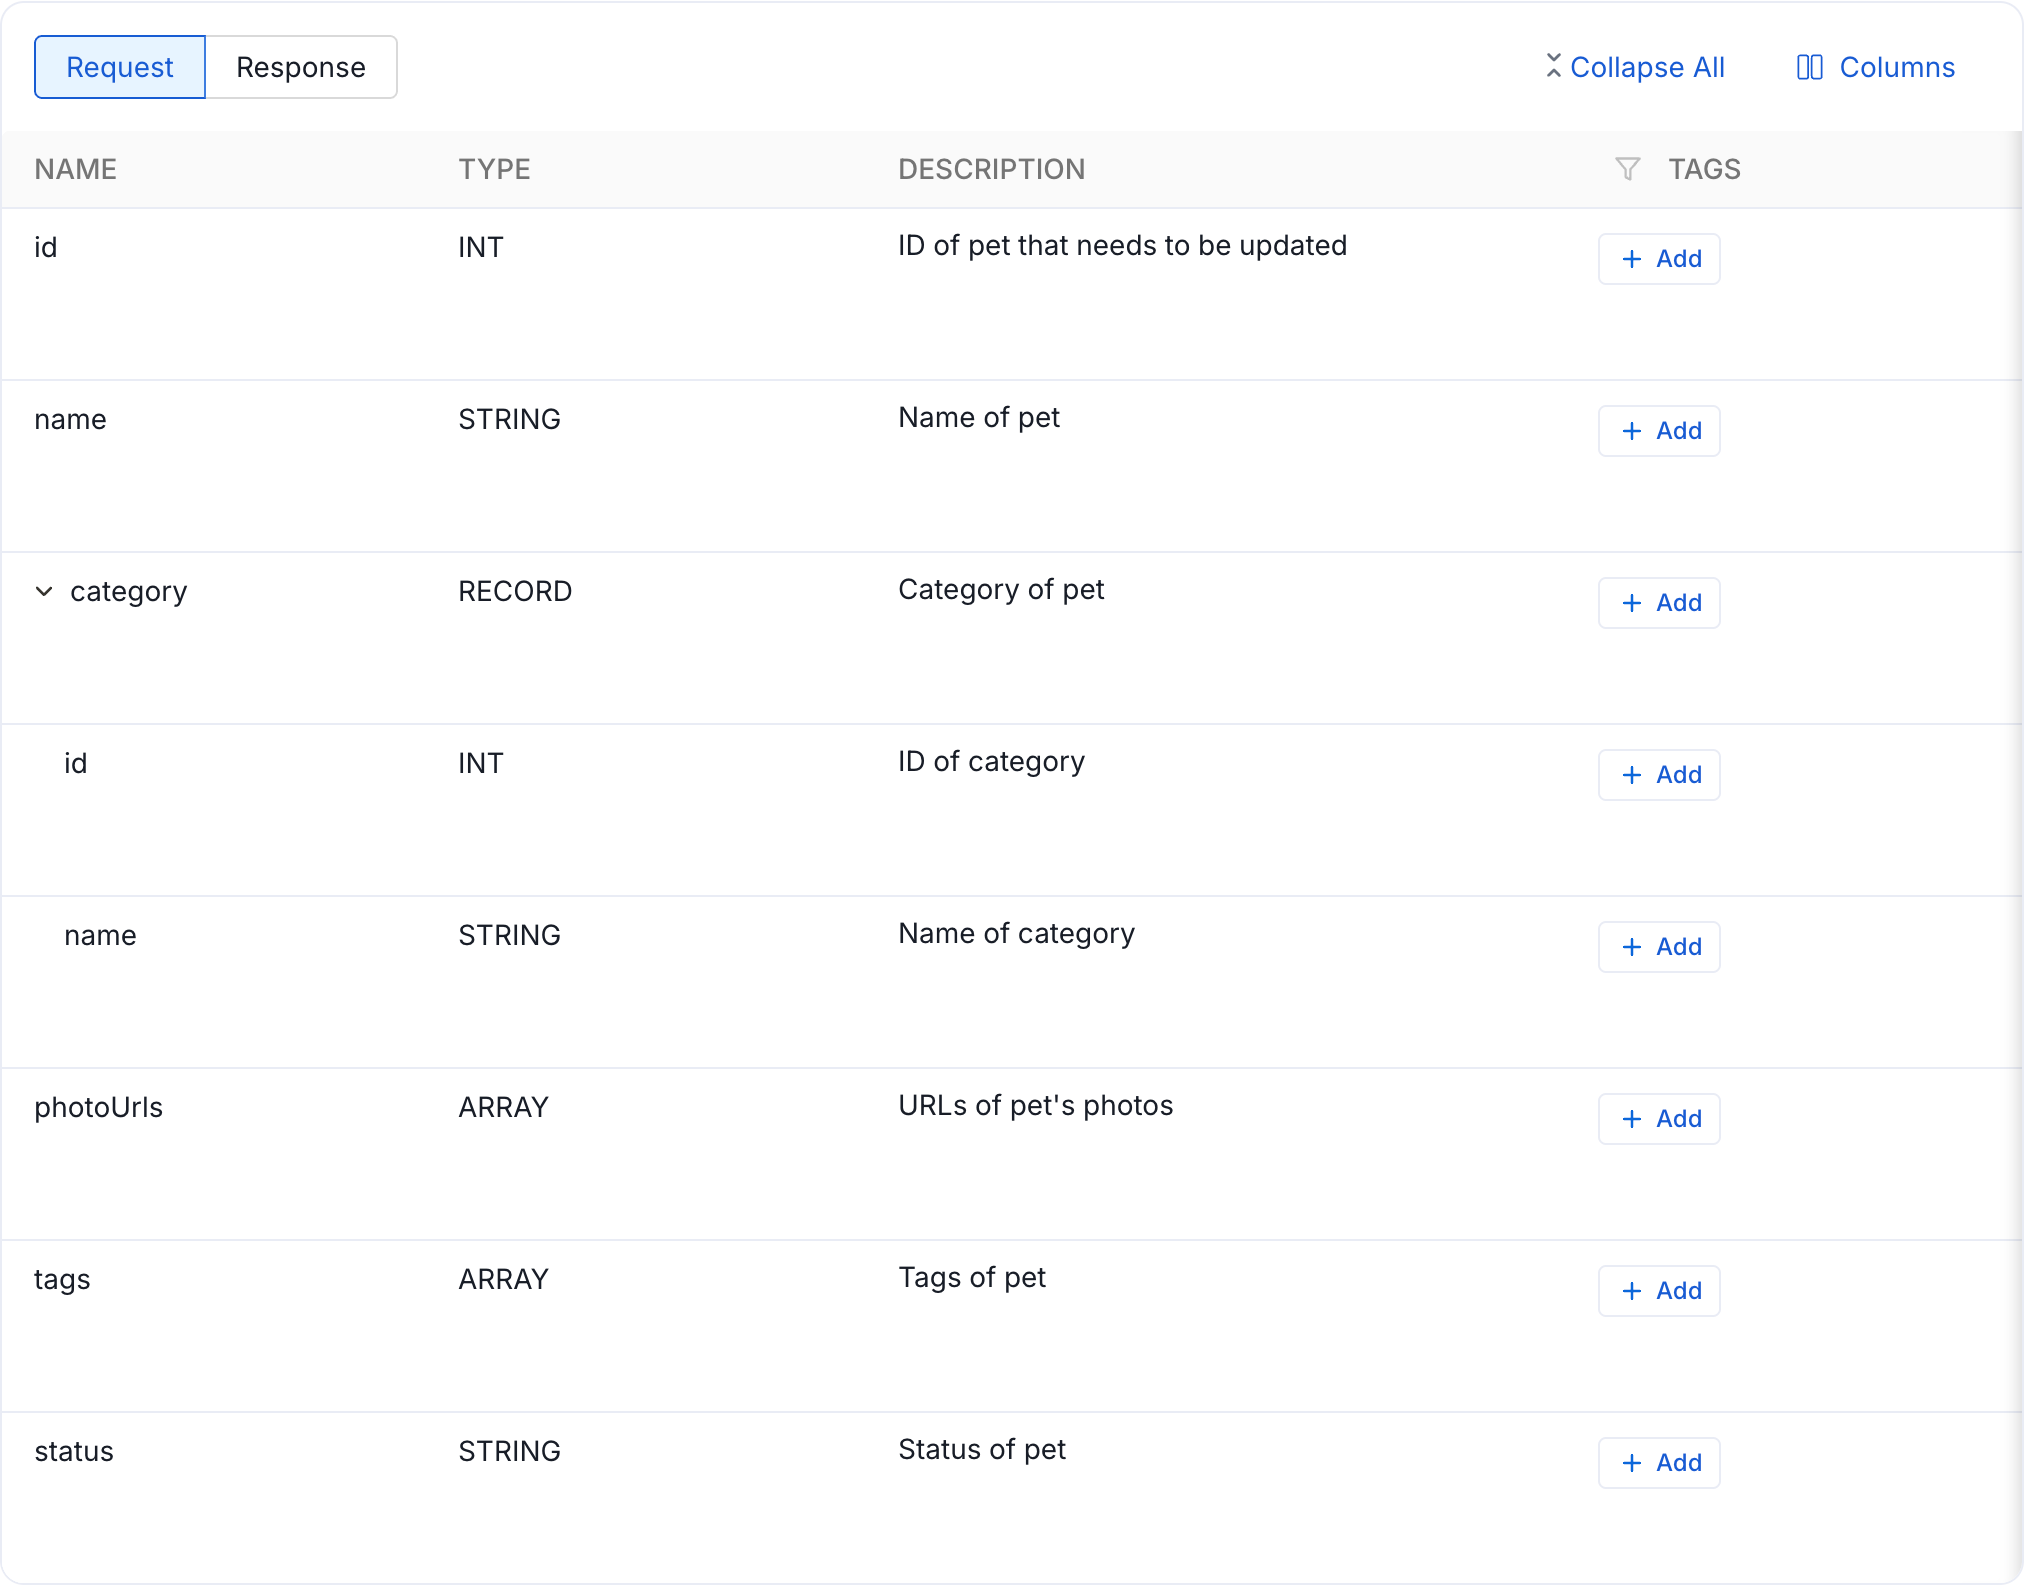 Request Response Collapse All Columns
NAME TYPE DESCRIPTION TAGS
id INT ID of pet that needs to be updated Add
name STRING Name of pet Add
category RECORD Category of pet Add
id INT ID of category Add
name STRING Name of category Add
photoUrls ARRAY URLs of pet's photos Add
tags ARRAY Tags of pet Add
status STRING Status of pet Add